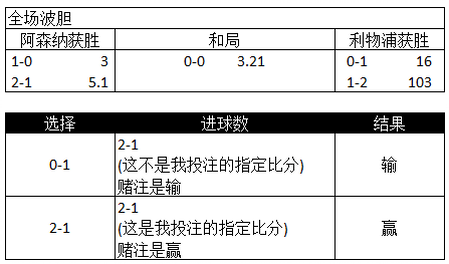 全场波胆
阿森纳获胜 和局 利物浦获胜
1-0 3 0-0 3.21 0-1 16
2-1 5.1 1-2 103
选择 进球数 结果
2-1
(这不是我投注的指定比分)
赌注是输
0-1 输
2-1
(这是我投注的指定比分)
赌注是赢
2-1 赢